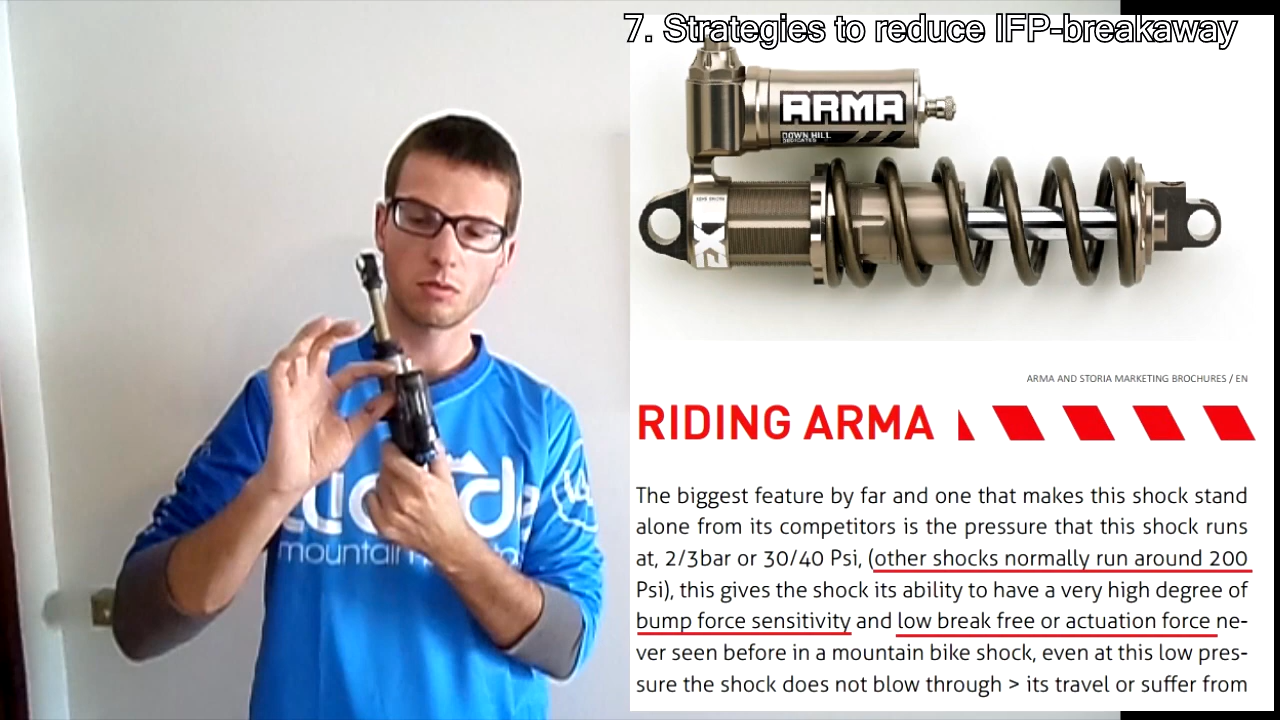 7. Strategies to reduce IFP-breakaway
ARMA
DOWN HILL
DEDICATED
EX1
mountain
ARMA AND STORIA MARKETING BROCHURES / EN
RIDING ARMA
The biggest feature by far and one that makes this shock stand
alone from its competitors is the pressure that this shock runs
at, 2/3bar or 30/40 Psi, (other shocks normally run around 200
Psi), this gives the shock its ability to have a very high degree of
bump force sensitivity and low break free or actuation force ne-
ver seen before in a mountain bike shock, even at this low pres-
sure the shock does not blow through > its travel or suffer from